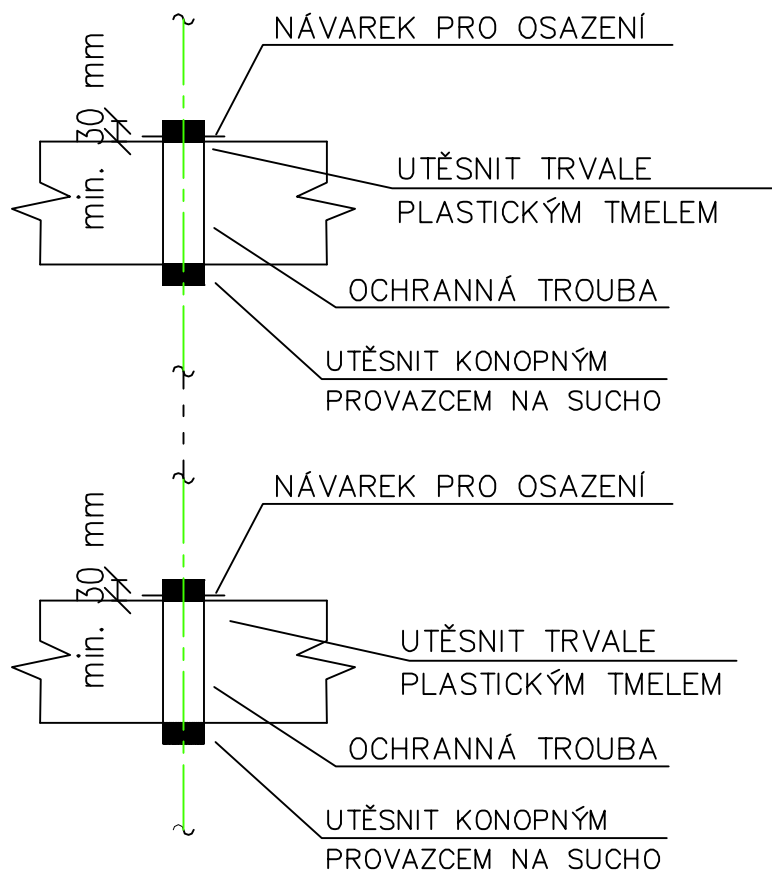 NÁVAREK PRO OSAZENÍ
min. 30 mm
UTĚSNIT TRVALE
PLASTICKÝM TMELEM
OCHRANNÁ TROUBA
UTĚSNIT KONOPNÝM
PROVAZCEM NA SUCHO
NÁVAREK PRO OSAZENÍ
min. 30 mm
UTĚSNIT TRVALE
PLASTICKÝM TMELEM
OCHRANNÁ TROUBA
UTĚSNIT KONOPNÝM
PROVAZCEM NA SUCHO